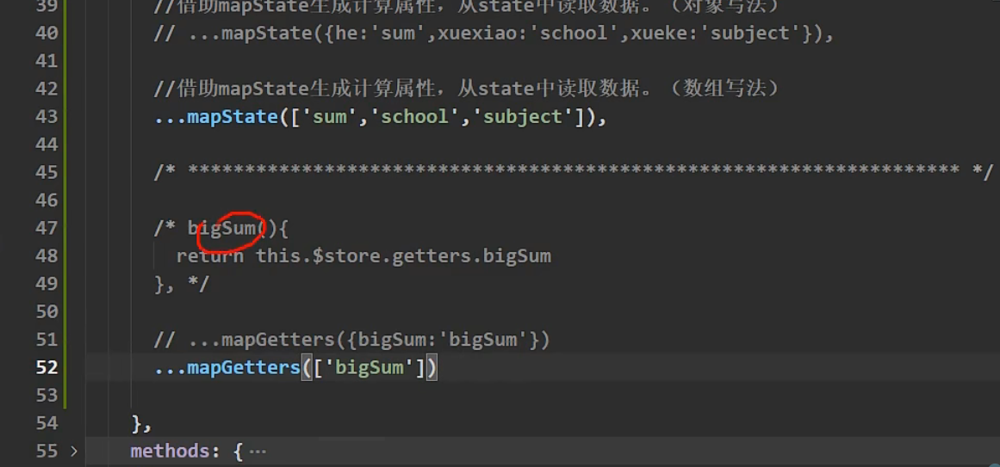 39 //借助mapState生成计算属性，从state中读取数据。（对象写法）
40 // ...mapState({he:'sum',xuexiao:'school',xueke:'subject'}),
41
42 //借助mapState生成计算属性，从state中读取数据。（数组写法）
43 ...mapState(['sum','school','subject']),
44
45 /* ******************************************************************** */
46
47 /* bigSum(){
48 return this.$store.getters.bigSum
49 }, */
50
51 // ...mapGetters({bigSum:'bigSum'})
52 ...mapGetters(['bigSum'])
53
54 },
55 > methods: { ···